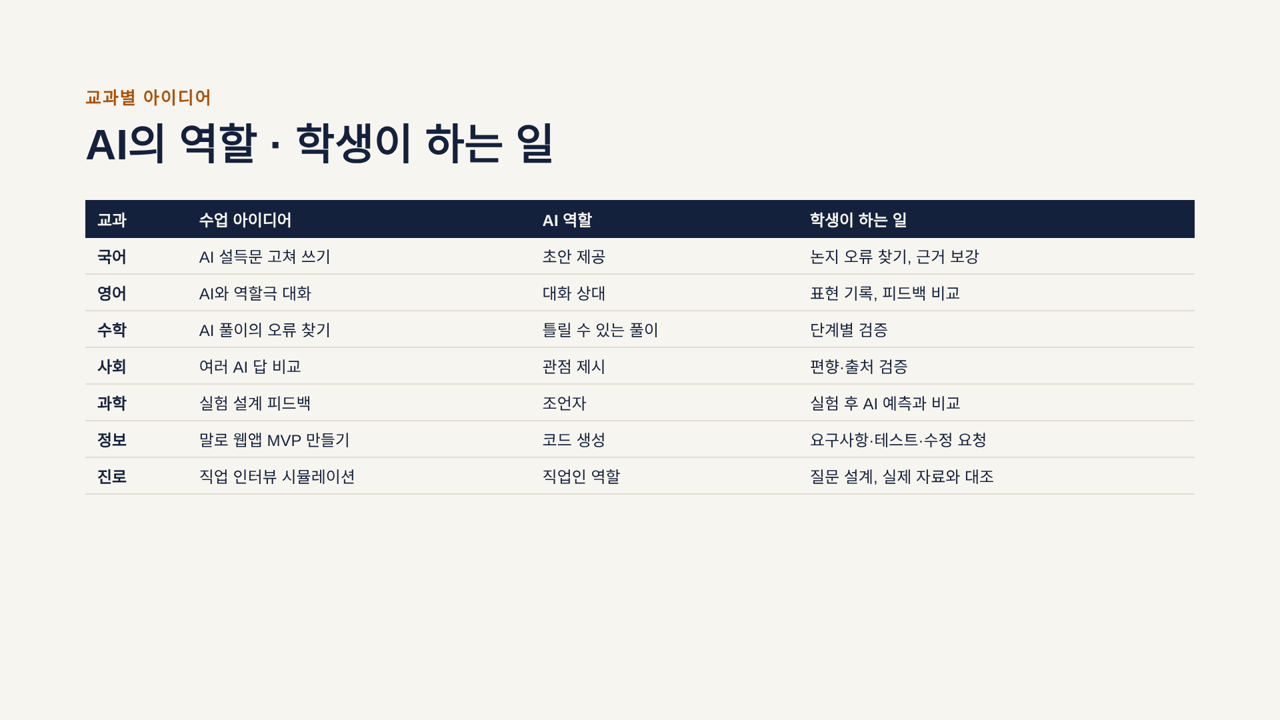 교과별 아이디어
AI의 역할 · 학생이 하는 일
교과 수업 아이디어 AI 역할 학생이 하는 일
국어 AI 설득문 고쳐 쓰기 초안 제공 논지 오류 찾기, 근거 보강
영어 AI와 역할극 대화 대화 상대 표현 기록, 피드백 비교
수학 AI 풀이의 오류 찾기 틀릴 수 있는 풀이 단계별 검증
사회 여러 AI 답 비교 관점 제시 편향·출처 검증
과학 실험 설계 피드백 조언자 실험 후 AI 예측과 비교
정보 말로 웹앱 MVP 만들기 코드 생성 요구사항·테스트·수정 요청
진로 직업 인터뷰 시뮬레이션 직업인 역할 질문 설계, 실제 자료와 대조